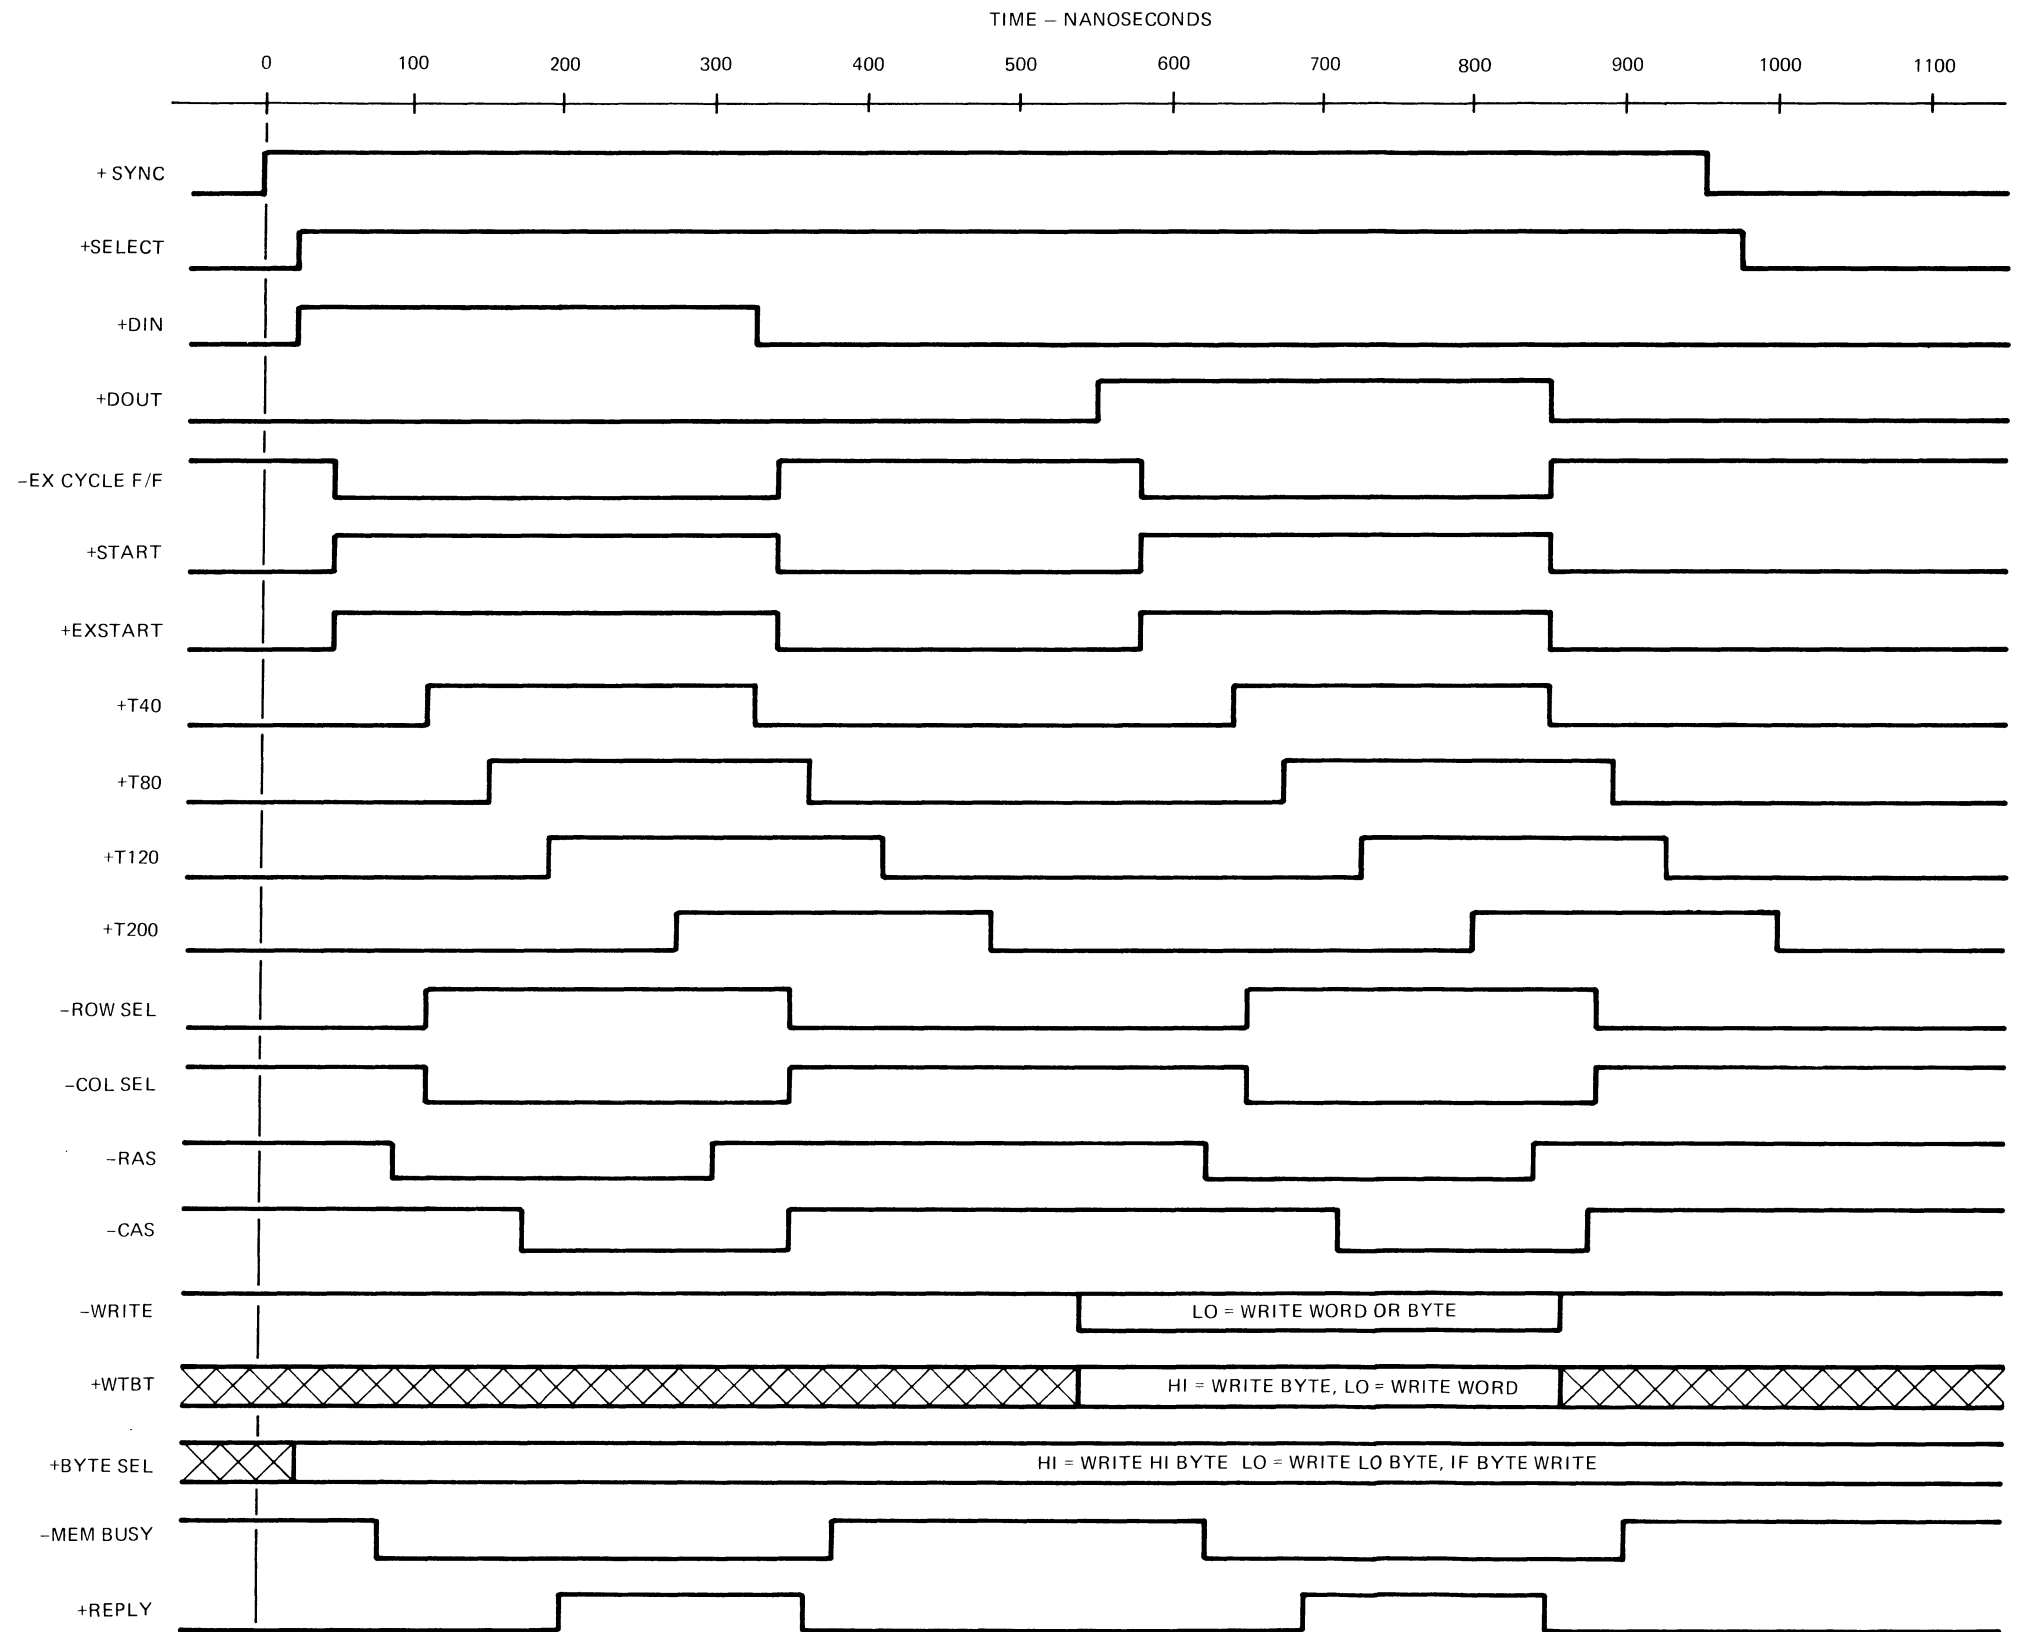 TIME – NANOSECONDS
0 100 200 300 400 500 600 700 800 900 1000 1100
+ SYNC
+SELECT
+DIN
+DOUT
–EX CYCLE F/F
+START
+EXSTART
+T40
+T80
+T120
+T200
–ROW SEL
–COL SEL
–RAS
–CAS
–WRITE LO = WRITE WORD OR BYTE
+WTBT HI = WRITE BYTE, LO = WRITE WORD
+BYTE SEL HI = WRITE HI BYTE LO = WRITE LO BYTE, IF BYTE WRITE
–MEM BUSY
+REPLY